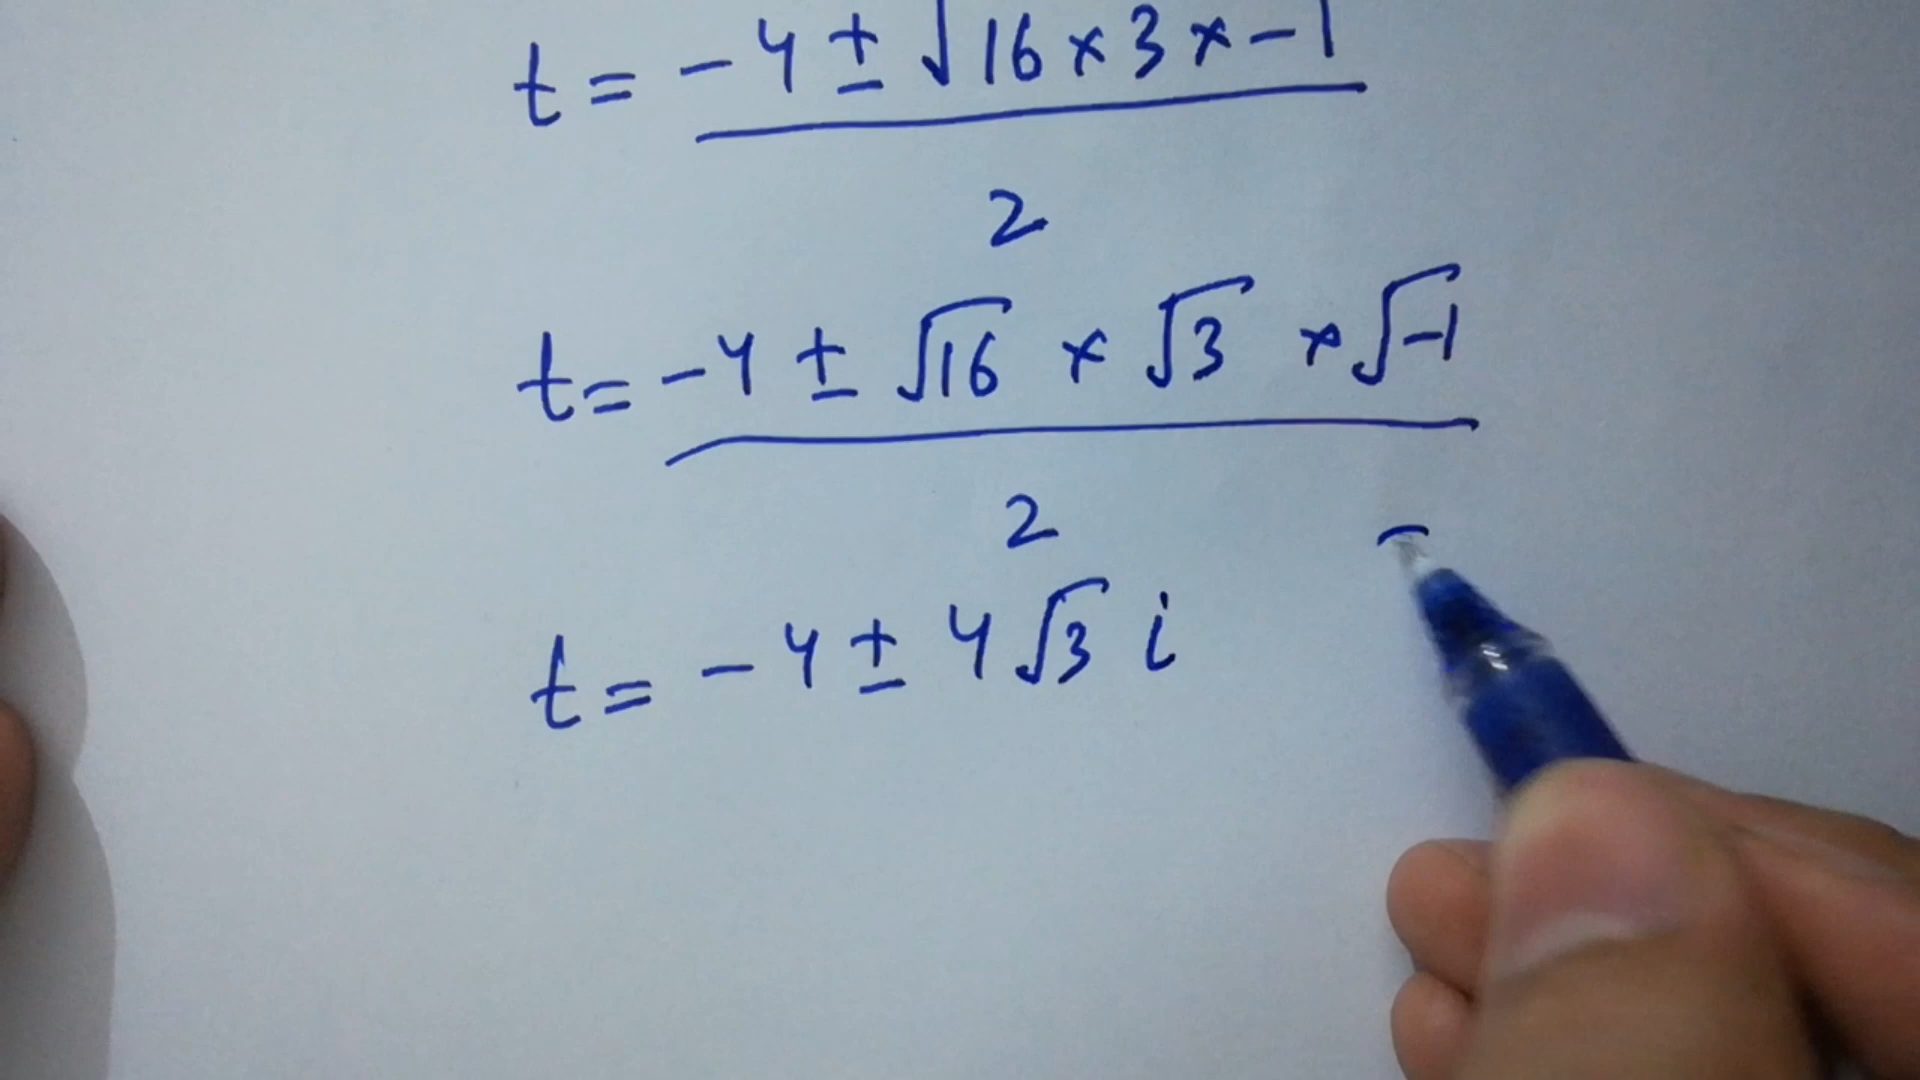 t = -4 ± √16 × 3 × -1
2
t = -4 ± √16 × √3 × √-1
2
t = -4 ± 4√3 i